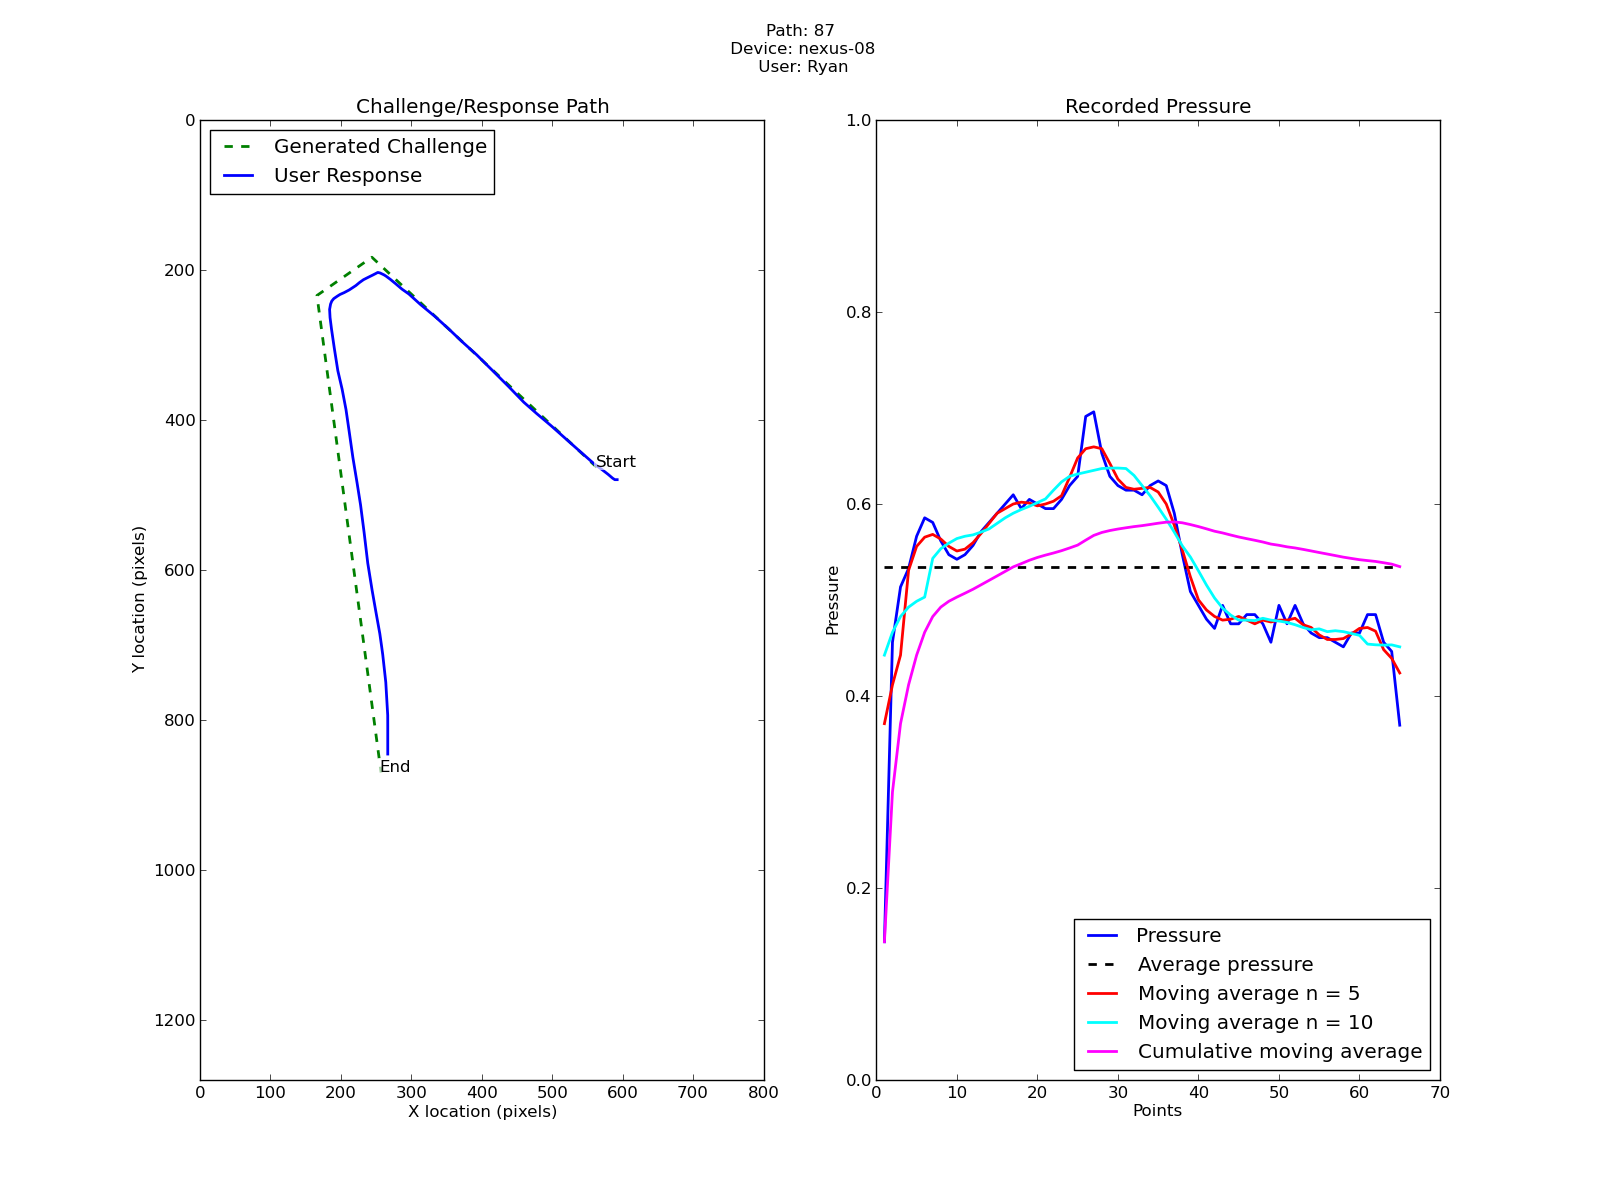 Path: 87
Device: nexus-08
User: Ryan
Challenge/Response Path
Generated Challenge
User Response
0
200
400
600
800
1000
1200
Y location (pixels)
Start
End
0 100 200 300 400 500 600 700 800
X location (pixels)
Recorded Pressure
1.0
0.8
0.6
0.4
0.2
0.0
Pressure
Pressure
Average pressure
Moving average n = 5
Moving average n = 10
Cumulative moving average
0 10 20 30 40 50 60 70
Points